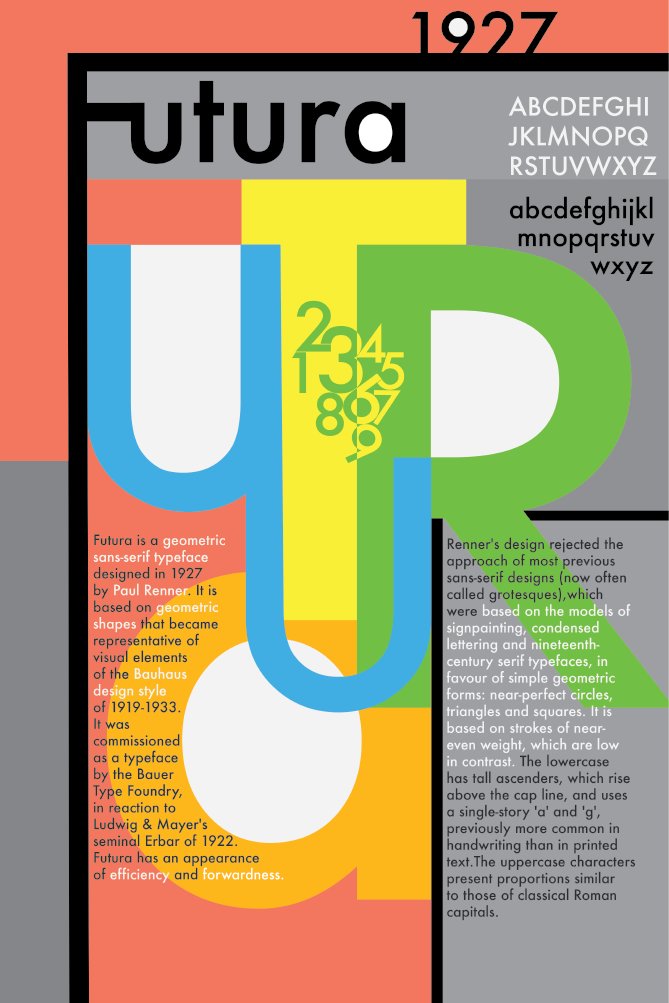 1927
Futura
ABCDEFGHI
JKLMNOPQ
RSTUVWXYZ
abcdefghijkl
mnopqrstuv
wxyz
uTuRa
2
1 3 4 5
8 6 7
9
Futura is a geometric
sans-serif typeface
designed in 1927
by Paul Renner. It is
based on geometric
shapes that became
representative of
visual elements
of the Bauhaus
design style
of 1919-1933.
It was
commissioned
as a typeface
by the Bauer
Type Foundry,
in reaction to
Ludwig & Mayer's
seminal Erbar of 1922.
Futura has an appearance
of efficiency and forwardness.
Renner's design rejected the
approach of most previous
sans-serif designs (now often
called grotesques),which
were based on the models of
signpainting, condensed
lettering and nineteenth-
century serif typefaces, in
favour of simple geometric
forms: near-perfect circles,
triangles and squares. It is
based on strokes of near-
even weight, which are low
in contrast. The lowercase
has tall ascenders, which rise
above the cap line, and uses
a single-story 'a' and 'g',
previously more common in
handwriting than in printed
text.The uppercase characters
present proportions similar
to those of classical Roman
capitals.